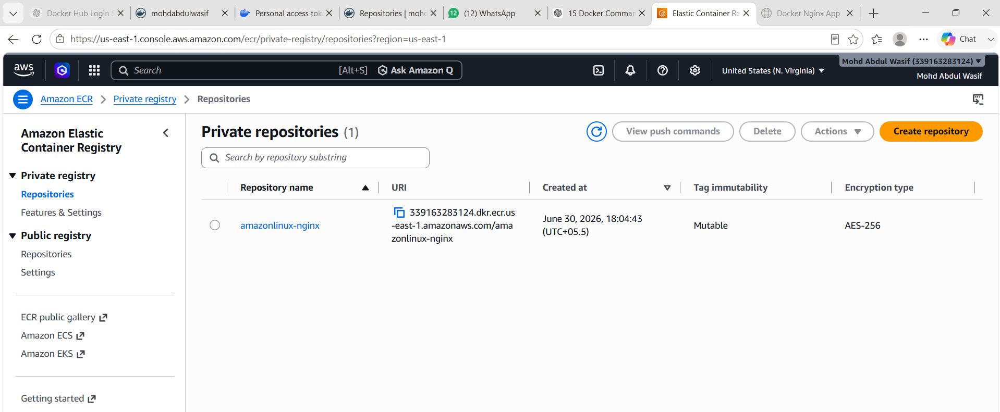 Docker Hub Login S
mohdabdulwasif
Personal access tok
Repositories | mohd
12 (12) WhatsApp
15 Docker Comman
Elastic Container Re
Docker Nginx App
https://us-east-1.console.aws.amazon.com/ecr/private-registry/repositories?region=us-east-1
Chat
aws
Search [Alt+S] Ask Amazon Q
United States (N. Virginia)
Mohd Abdul Wasif (339163283124)
Mohd Abdul Wasif
Amazon ECR
Private registry
Repositories
Amazon Elastic
Container Registry
Private registry
Repositories
Features & Settings
Public registry
Repositories
Settings
ECR public gallery
Amazon ECS
Amazon EKS
Getting started
Private repositories (1)
View push commands
Delete
Actions
Create repository
Search by repository substring
Repository name
URI
Created at
Tag immutability
Encryption type
amazonlinux-nginx
339163283124.dkr.ecr.us
-east-1.amazonaws.com/ama
zonlinux-nginx
June 30, 2026, 18:04:43
(UTC+05.5)
Mutable
AES-256